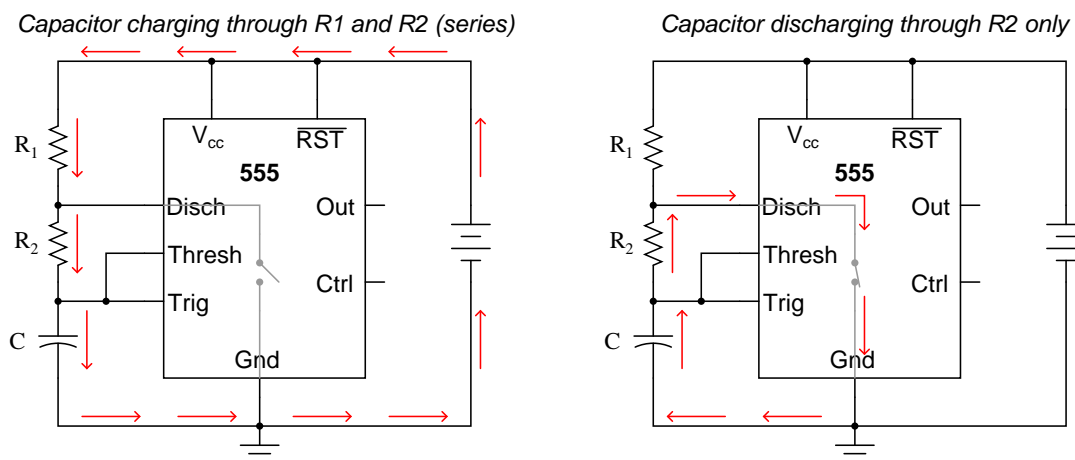 Capacitor charging through R1 and R2 (series)
R1
R2
C
Vcc
RST
555
Disch
Out
Thresh
Ctrl
Trig
Gnd
Capacitor discharging through R2 only
R1
R2
C
Vcc
RST
555
Disch
Out
Thresh
Ctrl
Trig
Gnd